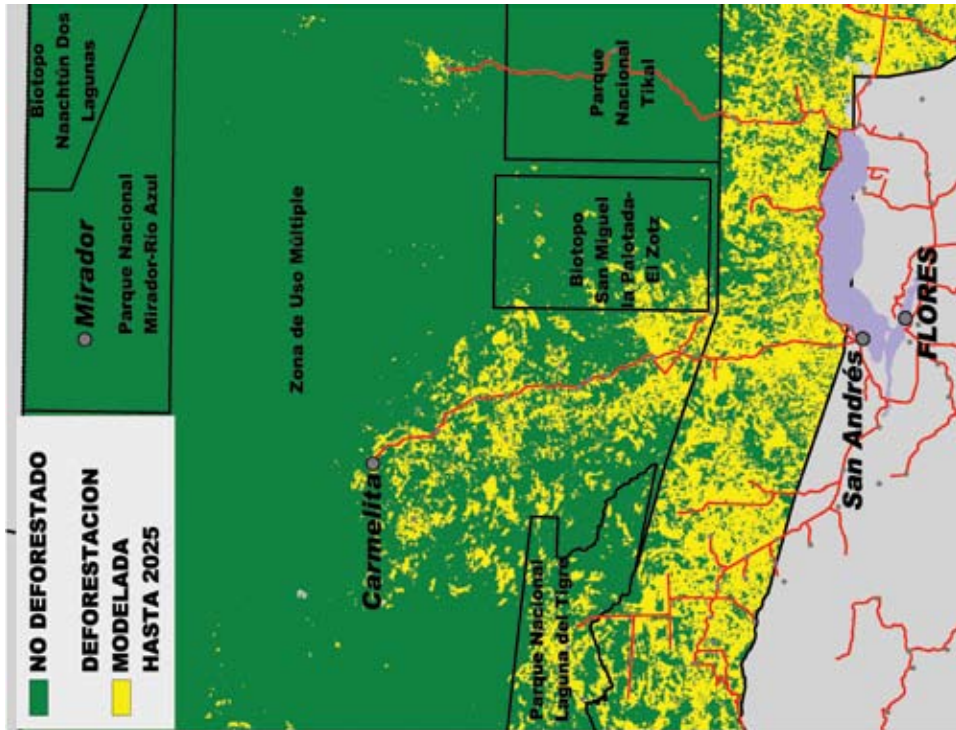 NO DEFORESTADO
DEFORESTACION
MODELADA
HASTA 2025
Mirador
Parque Nacional
Mirador-Río Azul
Biotopo
Naachtún Dos
Lagunas
Zona de Uso Múltiple
Carmelita
Parque Nacional
Laguna del Tigre
Biotopo
San Miguel
la Palotada-
El Zotz
Parque
Nacional
Tikal
San Andrés
FLORES